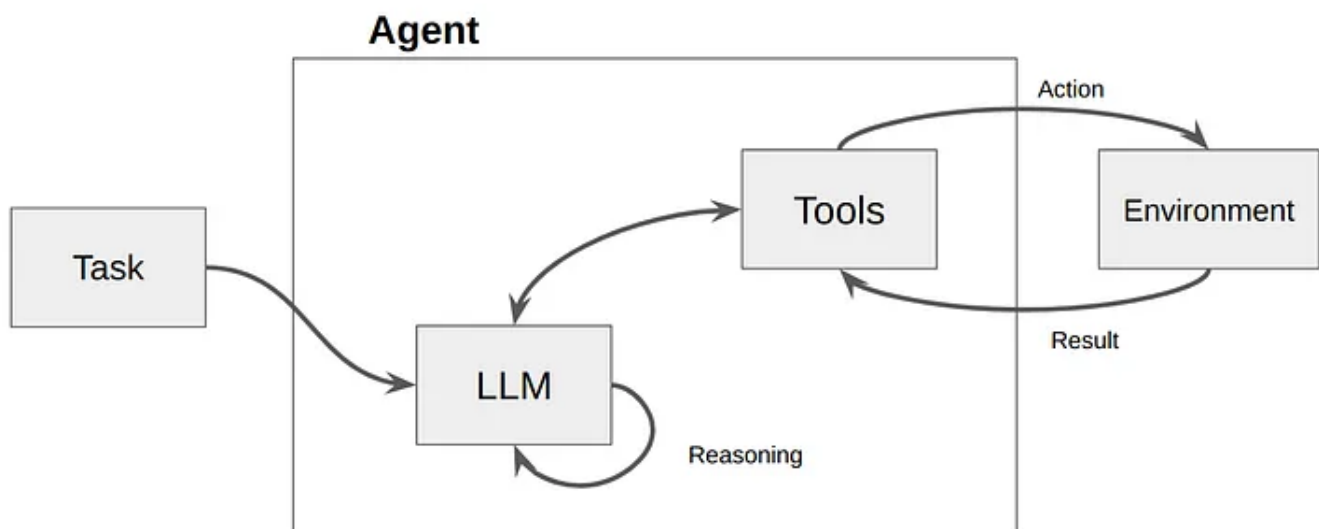 Agent
Action
Tools
Environment
Task
Result
LLM
Reasoning